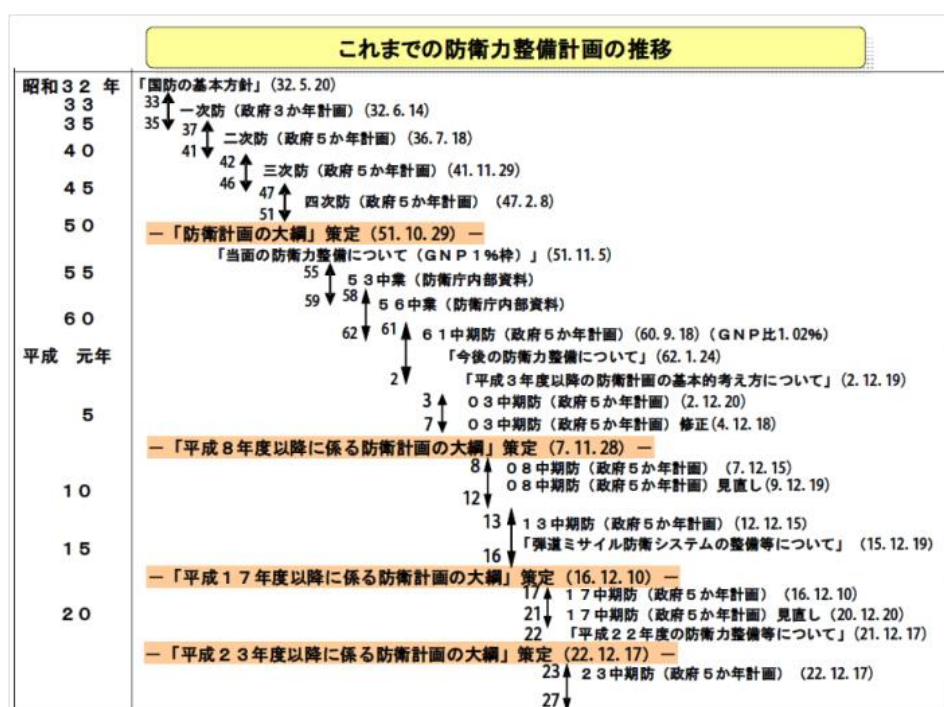 これまでの防衛力整備計画の推移
昭和３２ 年 「国防の基本方針」(32.5.20)
３３ 33 一次防（政府３か年計画）(32.6.14)
３５ 35 37 二次防（政府５か年計画）(36.7.18)
４０ 41 42 三次防（政府５か年計画）(41.11.29)
４５ 46 47 四次防（政府５か年計画） (47.2.8)
５０ 51
－「防衛計画の大綱」策定(51.10.29)－
「当面の防衛力整備について（ＧＮＰ１%枠）」(51.11.5)
５５ 55 ５３中業（防衛庁内部資料）
59 58 ５６中業（防衛庁内部資料）
６０ 62 61 ６１中期防（政府５か年計画）(60.9.18)（ＧＮＰ比1.02%）
平成 元年 「今後の防衛力整備について」(62.1.24)
2 「平成３年度以降の防衛計画の基本的考え方について」(2.12.19)
５ 3 ０３中期防（政府５か年計画）(2.12.20)
7 ０３中期防（政府５か年計画）修正(4.12.18)
－「平成８年度以降に係る防衛計画の大綱」策定(7.11.28)－
8 ０８中期防（政府５か年計画） (7.12.15)
１０ 12 ０８中期防（政府５か年計画）見直し(9.12.19)
13 １３中期防（政府５か年計画）(12.12.15)
１５ 16 「弾道ミサイル防衛システムの整備等について」 (15.12.19)
－「平成１７年度以降に係る防衛計画の大綱」策定(16.12.10)－
17 １７中期防（政府５か年計画） (16.12.10)
２０ 21 １７中期防（政府５か年計画）見直し(20.12.20)
22 「平成２２年度の防衛力整備等について」(21.12.17)
－「平成２３年度以降に係る防衛計画の大綱」策定(22.12.17)－
23 ２３中期防（政府５か年計画） (22.12.17)
27